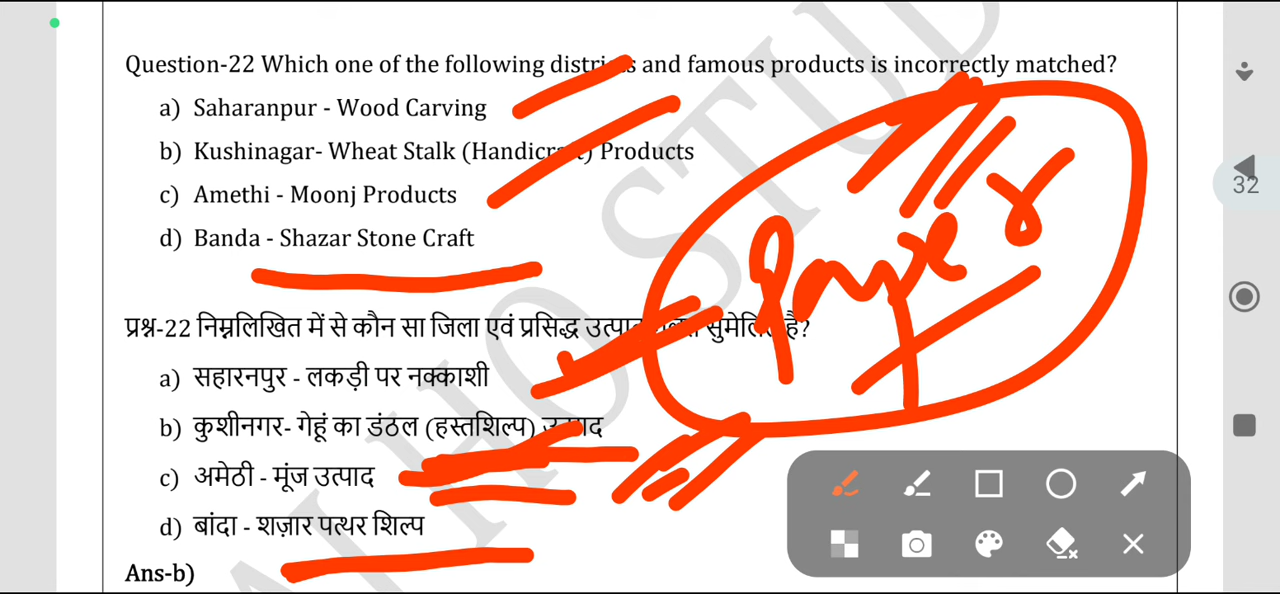 Question-22 Which one of the following districts and famous products is incorrectly matched?
a) Saharanpur - Wood Carving
b) Kushinagar- Wheat Stalk (Handicraft) Products
c) Amethi - Moonj Products
d) Banda - Shazar Stone Craft
प्रश्न-22 निम्नलिखित में से कौन सा जिला एवं प्रसिद्ध उत्पाद गलत सुमेलित है?
a) सहारनपुर - लकड़ी पर नक्काशी
b) कुशीनगर- गेहूं का डंठल (हस्तशिल्प) उत्पाद
c) अमेठी - मूंज उत्पाद
d) बांदा - शज़ार पत्थर शिल्प
Ans-b)
32